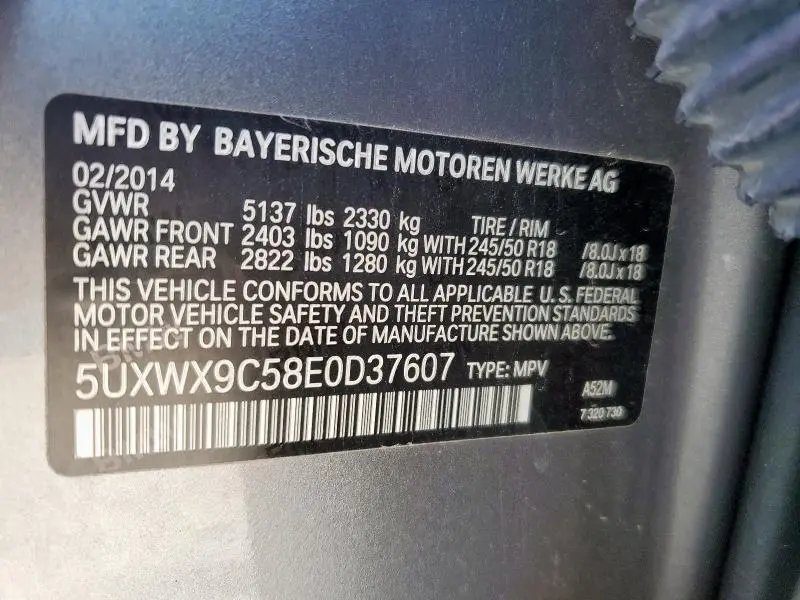 MFD BY BAYERISCHE MOTOREN WERKE AG
02/2014
GVWR 5137 lbs 2330 kg TIRE / RIM
GAWR FRONT 2403 lbs 1090 kg WITH 245/50 R18 /8.0J x 18
GAWR REAR 2822 lbs 1280 kg WITH 245/50 R18 /8.0J x 18
THIS VEHICLE CONFORMS TO ALL APPLICABLE U.S. FEDERAL
MOTOR VEHICLE SAFETY AND THEFT PREVENTION STANDARDS
IN EFFECT ON THE DATE OF MANUFACTURE SHOWN ABOVE.
5UXWX9C58E0D37607 TYPE: MPV A52M
7 320 730